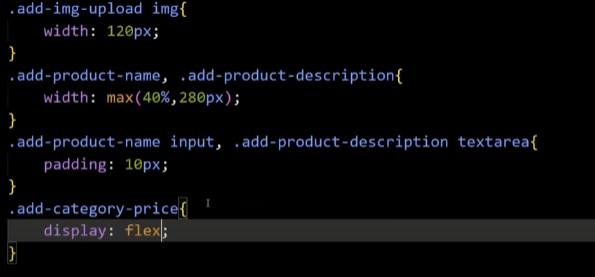 .add-img-upload img{
    width: 120px;
}
.add-product-name, .add-product-description{
    width: max(40%,280px);
}
.add-product-name input, .add-product-description textarea{
    padding: 10px;
}
.add-category-price{
    display: flex;
}